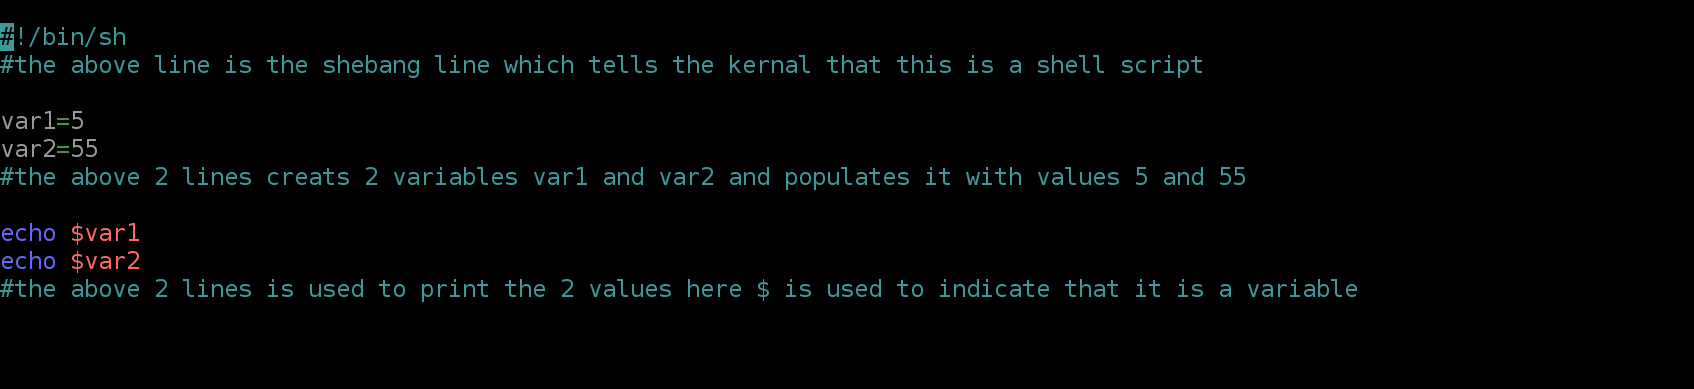 #!/bin/sh
#the above line is the shebang line which tells the kernal that this is a shell script
var1=5
var2=55
#the above 2 lines creats 2 variables var1 and var2 and populates it with values 5 and 55
echo $var1
echo $var2
#the above 2 lines is used to print the 2 values here $ is used to indicate that it is a variable